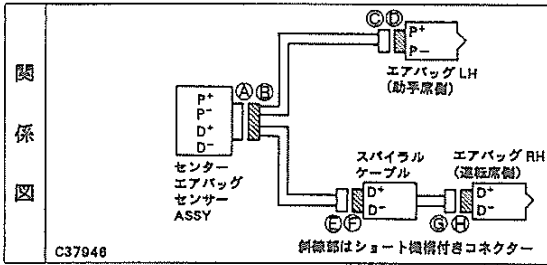 関
係
図
P+
P-
D+
D-
センター
エアバッグ
センサー
ASSY
Ⓐ Ⓑ
Ⓒ Ⓓ
P+
P-
エアバッグ LH
(助手席側)
スパイラル
ケーブル
Ⓔ Ⓕ
D+
D-
エアバッグ RH
(運転席側)
Ⓖ Ⓗ
D+
D-
斜線部はショート機構付きコネクター
C37946